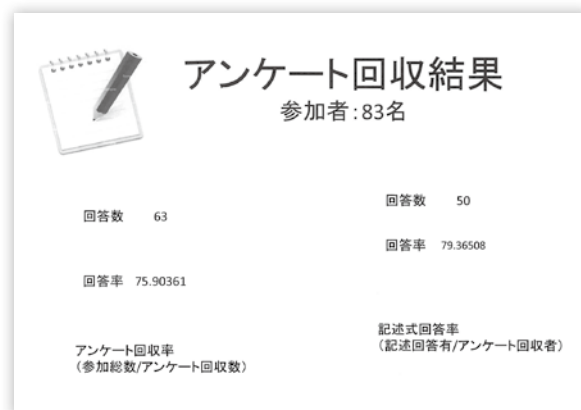 アンケート回収結果
参加者:83名
回答数 63
回答率 75.90361
アンケート回収率
(参加総数/アンケート回収数)
回答数 50
回答率 79.36508
記述式回答率
(記述回答有/アンケート回収者)